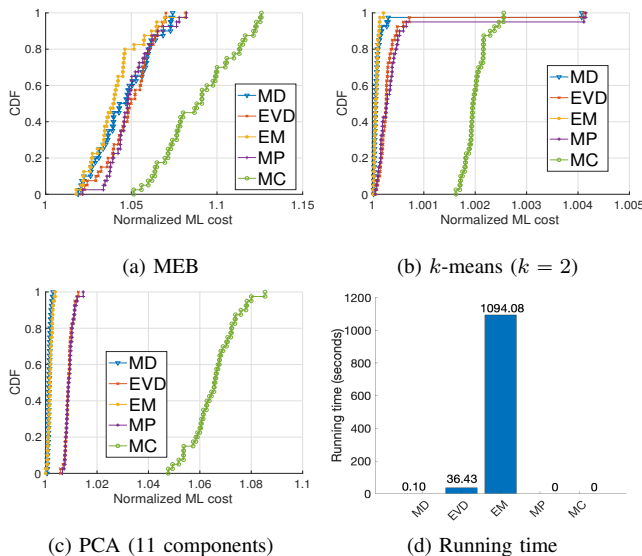 1
0.8
0.6
0.4
0.2
0
CDF
MD
EVD
EM
MP
MC
1
1.05
1.1
1.15
Normalized ML cost
(a) MEB
1
0.8
0.6
0.4
0.2
0
CDF
MD
EVD
EM
MP
MC
1
1.001
1.002
1.003
1.004
1.005
Normalized ML cost
(b) k-means (k = 2)
1
0.8
0.6
0.4
0.2
0
CDF
MD
EVD
EM
MP
MC
1
1.02
1.04
1.06
1.08
1.1
Normalized ML cost
(c) PCA (11 components)
1200
1000
800
600
400
200
0
Running time (seconds)
0.10
36.43
1094.08
0
0
MD
EVD
EM
MP
MC
(d) Running time